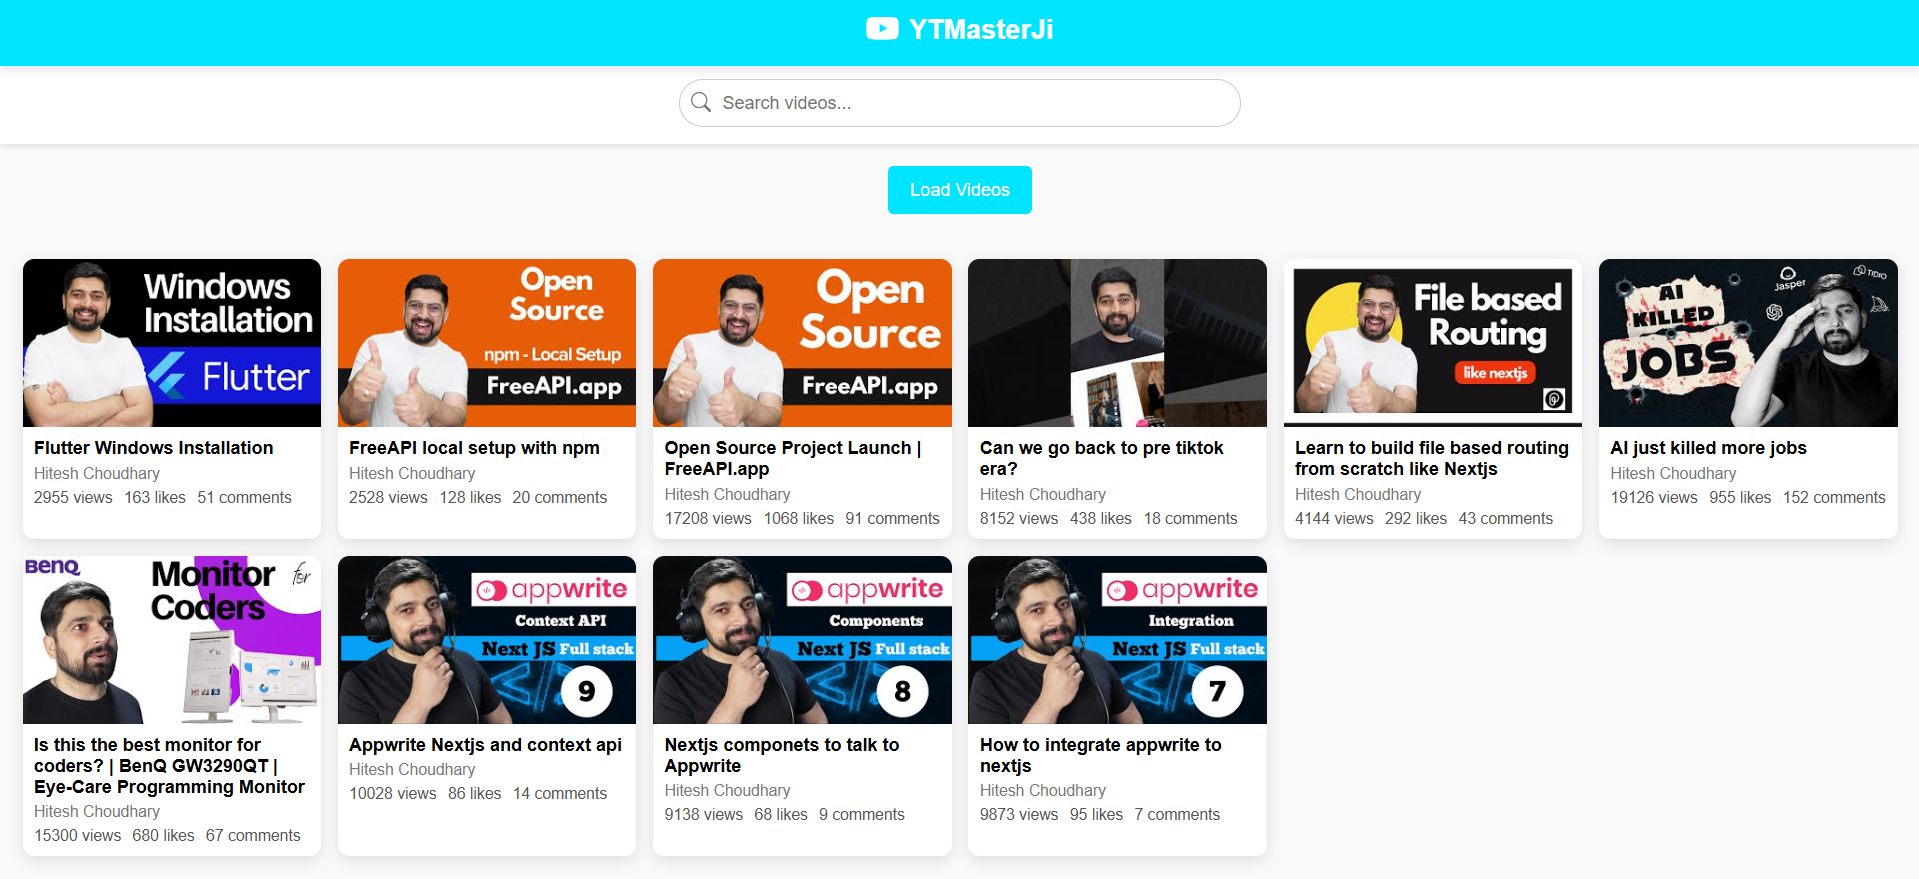 YTMasterJi
Search videos...
Load Videos
Windows
Installation
Flutter
Flutter Windows Installation
Hitesh Choudhary
2955 views 163 likes 51 comments
Open
Source
npm - Local Setup
FreeAPI.app
FreeAPI local setup with npm
Hitesh Choudhary
2528 views 128 likes 20 comments
Open
Source
FreeAPI.app
Open Source Project Launch |
FreeAPI.app
Hitesh Choudhary
17208 views 1068 likes 91 comments
Can we go back to pre tiktok
era?
Hitesh Choudhary
8152 views 438 likes 18 comments
File based
Routing
like nextjs
Learn to build file based routing
from scratch like Nextjs
Hitesh Choudhary
4144 views 292 likes 43 comments
AI
KILLED
JOBS
Jasper
TIDIO
AI just killed more jobs
Hitesh Choudhary
19126 views 955 likes 152 comments
BENQ
Monitor for
Coders
Is this the best monitor for
coders? | BenQ GW3290QT |
Eye-Care Programming Monitor
Hitesh Choudhary
15300 views 680 likes 67 comments
appwrite
Context API
Next JS Full stack
9
Appwrite Nextjs and context api
Hitesh Choudhary
10028 views 86 likes 14 comments
appwrite
Components
Next JS Full stack
8
Nextjs componets to talk to
Appwrite
Hitesh Choudhary
9138 views 68 likes 9 comments
appwrite
Integration
Next JS Full stack
7
How to integrate appwrite to
nextjs
Hitesh Choudhary
9873 views 95 likes 7 comments